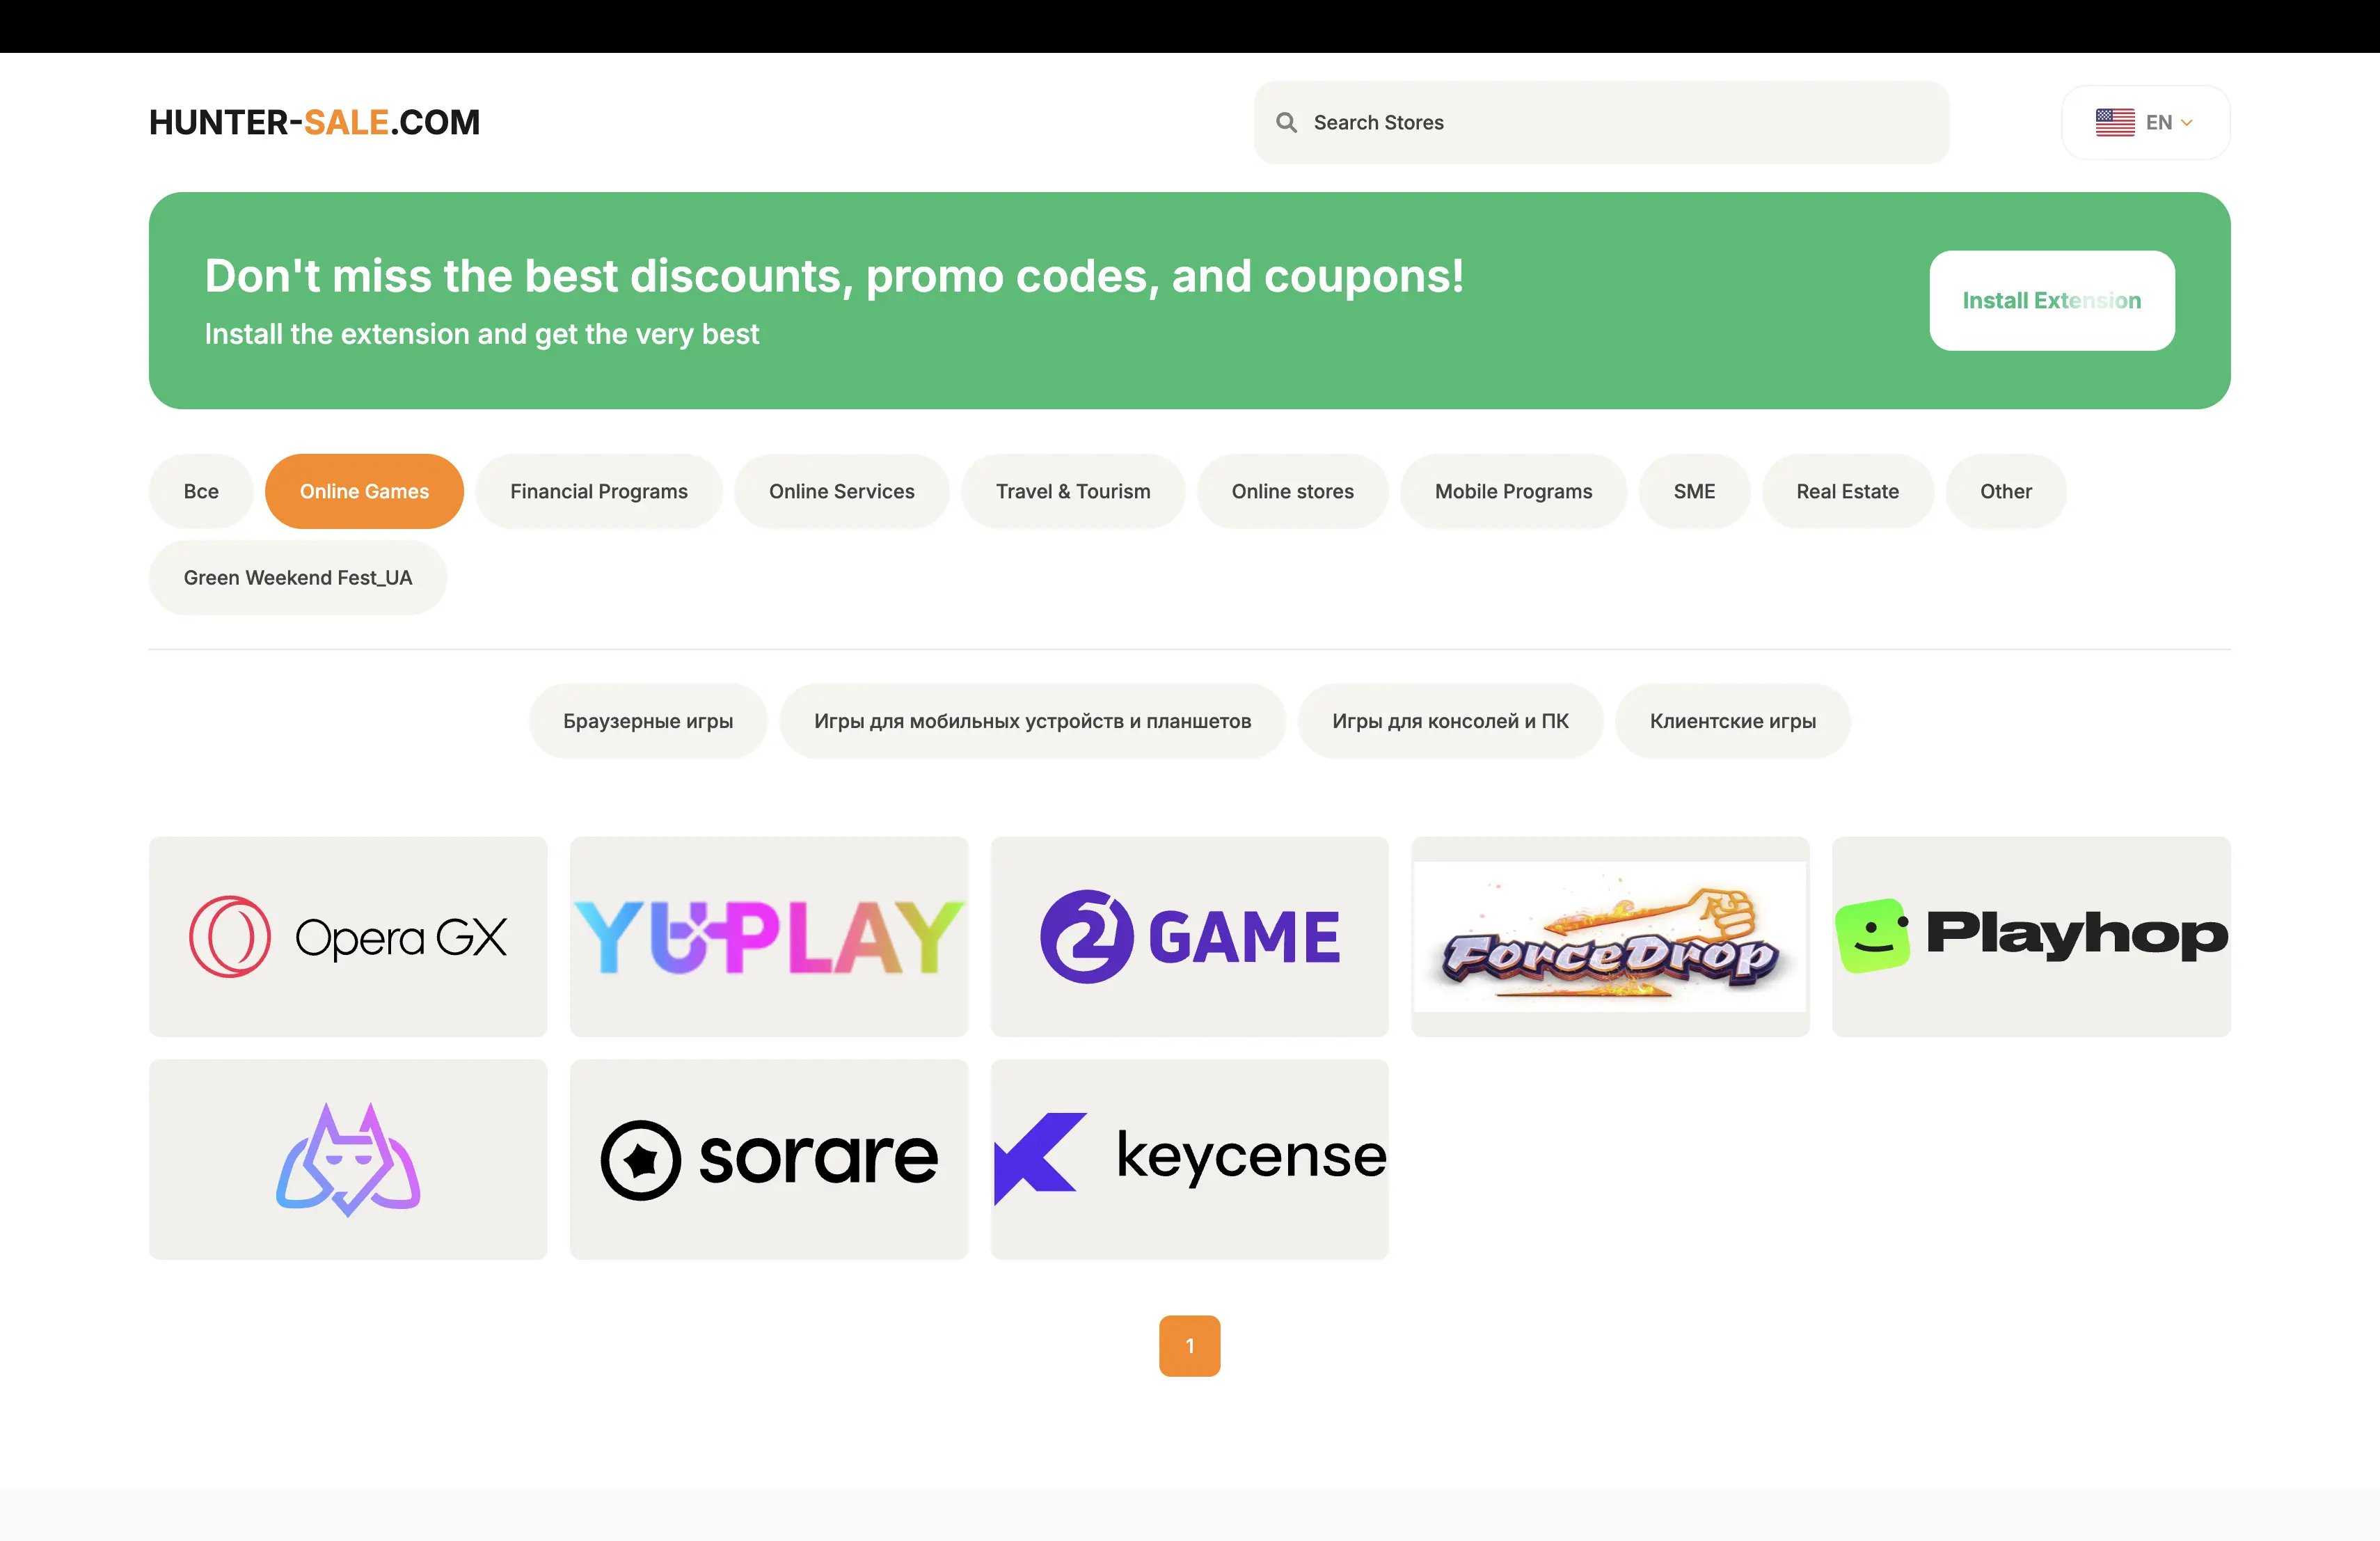 HUNTER-SALE.COM
Search Stores
EN
Don't miss the best discounts, promo codes, and coupons!
Install the extension and get the very best
Install Extension
Все
Online Games
Financial Programs
Online Services
Travel & Tourism
Online stores
Mobile Programs
SME
Real Estate
Other
Green Weekend Fest_UA
Браузерные игры
Игры для мобильных устройств и планшетов
Игры для консолей и ПК
Клиентские игры
Opera GX
YUPLAY
2 GAME
ForceDrop
Playhop
sorare
keycense
1